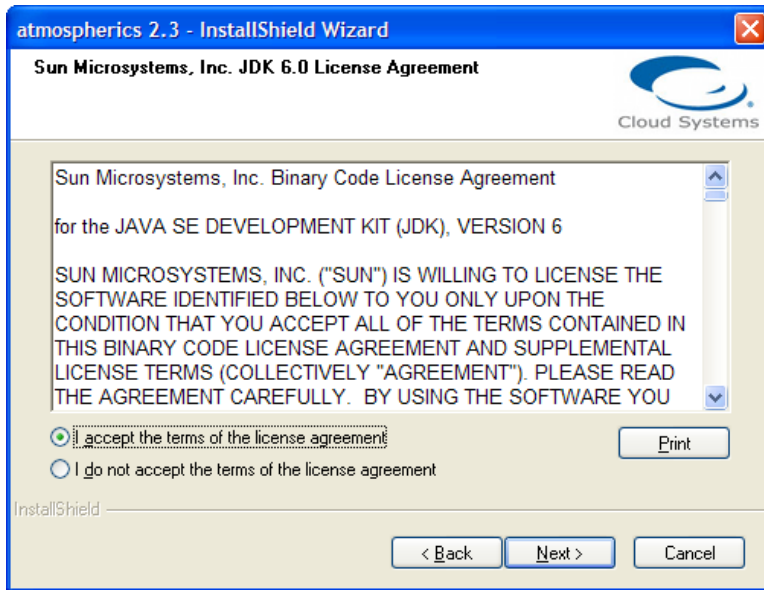 atmospherics 2.3 - InstallShield Wizard
Sun Microsystems, Inc. JDK 6.0 License Agreement
Cloud Systems
Sun Microsystems, Inc. Binary Code License Agreement
for the JAVA SE DEVELOPMENT KIT (JDK), VERSION 6
SUN MICROSYSTEMS, INC. ("SUN") IS WILLING TO LICENSE THE
SOFTWARE IDENTIFIED BELOW TO YOU ONLY UPON THE
CONDITION THAT YOU ACCEPT ALL OF THE TERMS CONTAINED IN
THIS BINARY CODE LICENSE AGREEMENT AND SUPPLEMENTAL
LICENSE TERMS (COLLECTIVELY "AGREEMENT"). PLEASE READ
THE AGREEMENT CAREFULLY.  BY USING THE SOFTWARE YOU
I accept the terms of the license agreement
Print
I do not accept the terms of the license agreement
InstallShield
< Back
Next >
Cancel